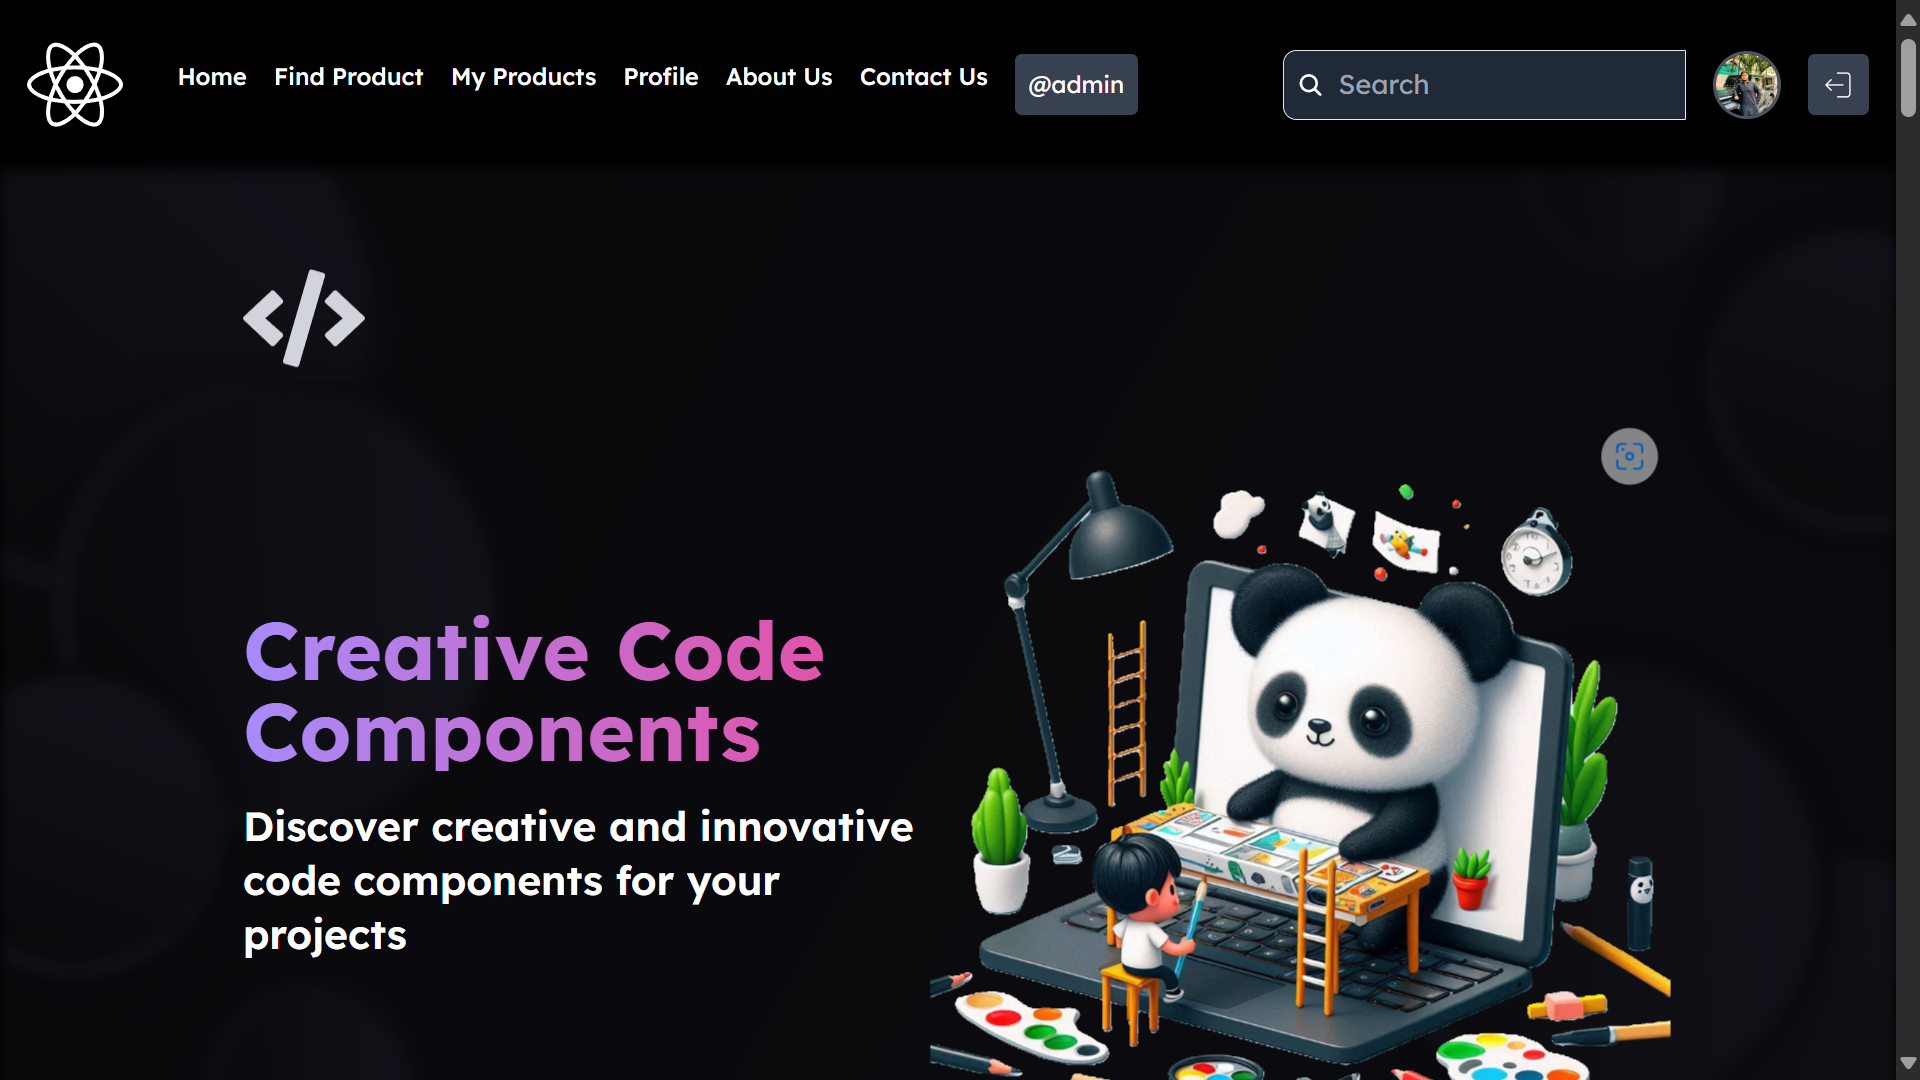 Home Find Product My Products Profile About Us Contact Us @admin Search
</>
Creative Code
Components
Discover creative and innovative
code components for your
projects